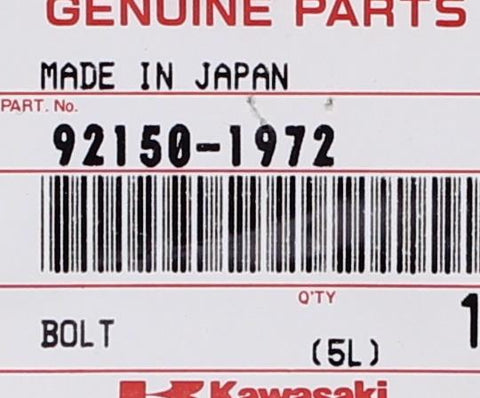 GENUINE PARTS
MADE IN JAPAN
PART. No.
92150-1972
Q'TY
BOLT
1
(5L)
Kawasaki